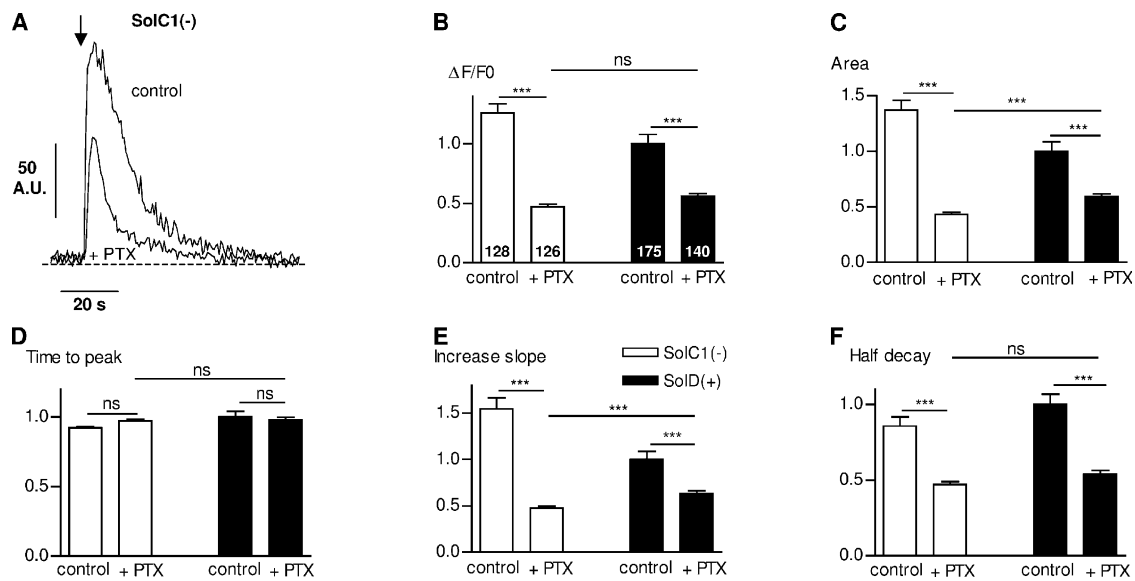 A
SolC1(-)
control
50
A.U.
+ PTX
20 s
B
ΔF/F0
ns
***
***
1.0
0.5
0.0
128
126
175
140
control + PTX
control + PTX
C
Area
***
***
***
1.5
1.0
0.5
0.0
control + PTX
control + PTX
D
Time to peak
ns
ns
ns
1.0
0.5
0.0
control + PTX
control + PTX
E
Increase slope
SolC1(-)
SolD(+)
***
***
***
1.5
1.0
0.5
0.0
control + PTX
control + PTX
F
Half decay
ns
***
***
1.0
0.5
0.0
control + PTX
control + PTX